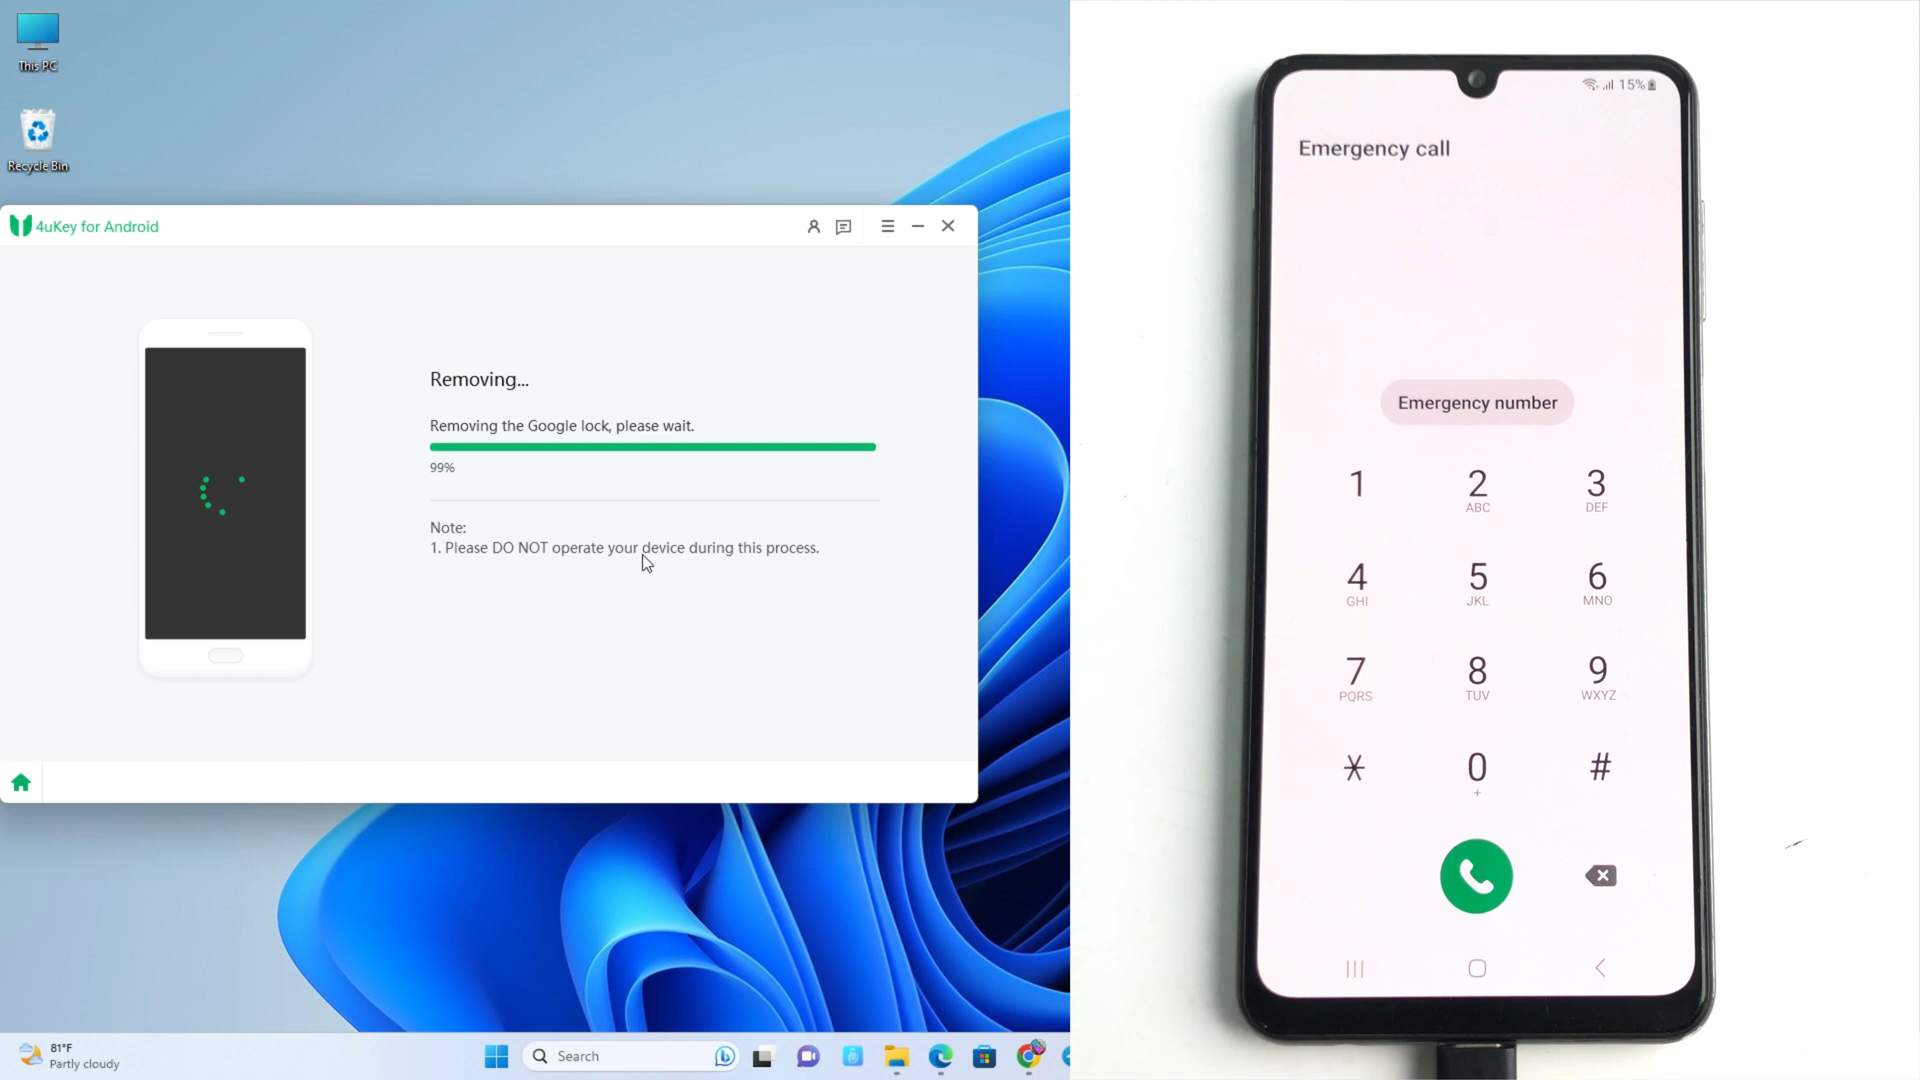 This PC
Recycle Bin
4uKey for Android
Removing...
Removing the Google lock, please wait.
99%
Note:
1. Please DO NOT operate your device during this process.
81°F
Partly cloudy
Search
15%
Emergency call
Emergency number
1
2
3
ABC
DEF
4
5
6
GHI
JKL
MNO
7
8
9
PQRS
TUV
WXYZ
*
0
#
+